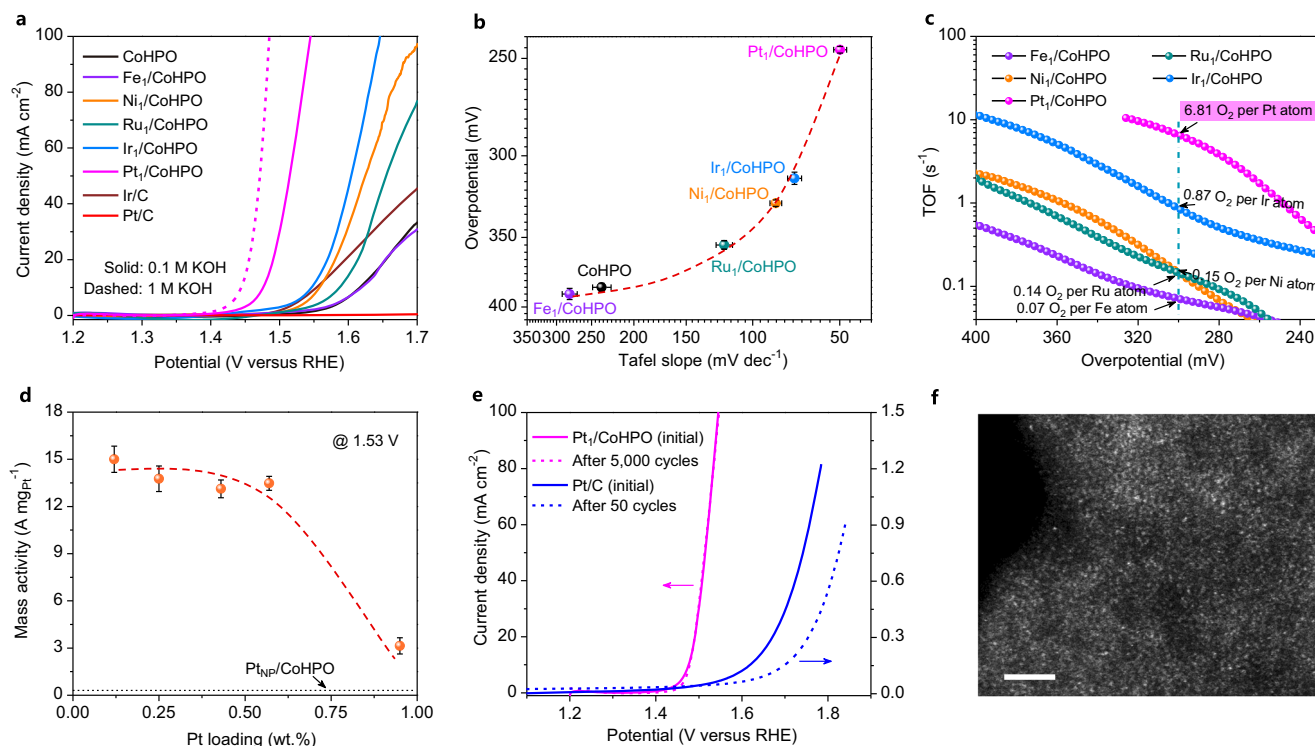 a
100
80
60
40
20
0
Current density (mA cm⁻²)
CoHPO
Fe₁/CoHPO
Ni₁/CoHPO
Ru₁/CoHPO
Ir₁/CoHPO
Pt₁/CoHPO
Ir/C
Pt/C
Solid: 0.1 M KOH
Dashed: 1 M KOH
1.2 1.3 1.4 1.5 1.6 1.7
Potential (V versus RHE)
b
250
300
350
400
Overpotential (mV)
Pt₁/CoHPO
Ir₁/CoHPO
Ni₁/CoHPO
Ru₁/CoHPO
CoHPO
Fe₁/CoHPO
350 300 250 200 150 100 50
Tafel slope (mV dec⁻¹)
c
Fe₁/CoHPO Ru₁/CoHPO
Ni₁/CoHPO Ir₁/CoHPO
Pt₁/CoHPO
100
10
1
0.1
TOF (s⁻¹)
6.81 O₂ per Pt atom
0.87 O₂ per Ir atom
0.15 O₂ per Ni atom
0.14 O₂ per Ru atom
0.07 O₂ per Fe atom
400 360 320 280 240
Overpotential (mV)
d
18
15
12
9
6
3
0
Mass activity (A mg_Pt⁻¹)
@ 1.53 V
Pt_NP/CoHPO
0.00 0.25 0.50 0.75 1.00
Pt loading (wt.%)
e
100
80
60
40
20
0
Current density (mA cm⁻²)
Pt₁/CoHPO (initial)
After 5,000 cycles
Pt/C (initial)
After 50 cycles
1.5
1.2
0.9
0.6
0.3
0.0
1.2 1.4 1.6 1.8
Potential (V versus RHE)
f